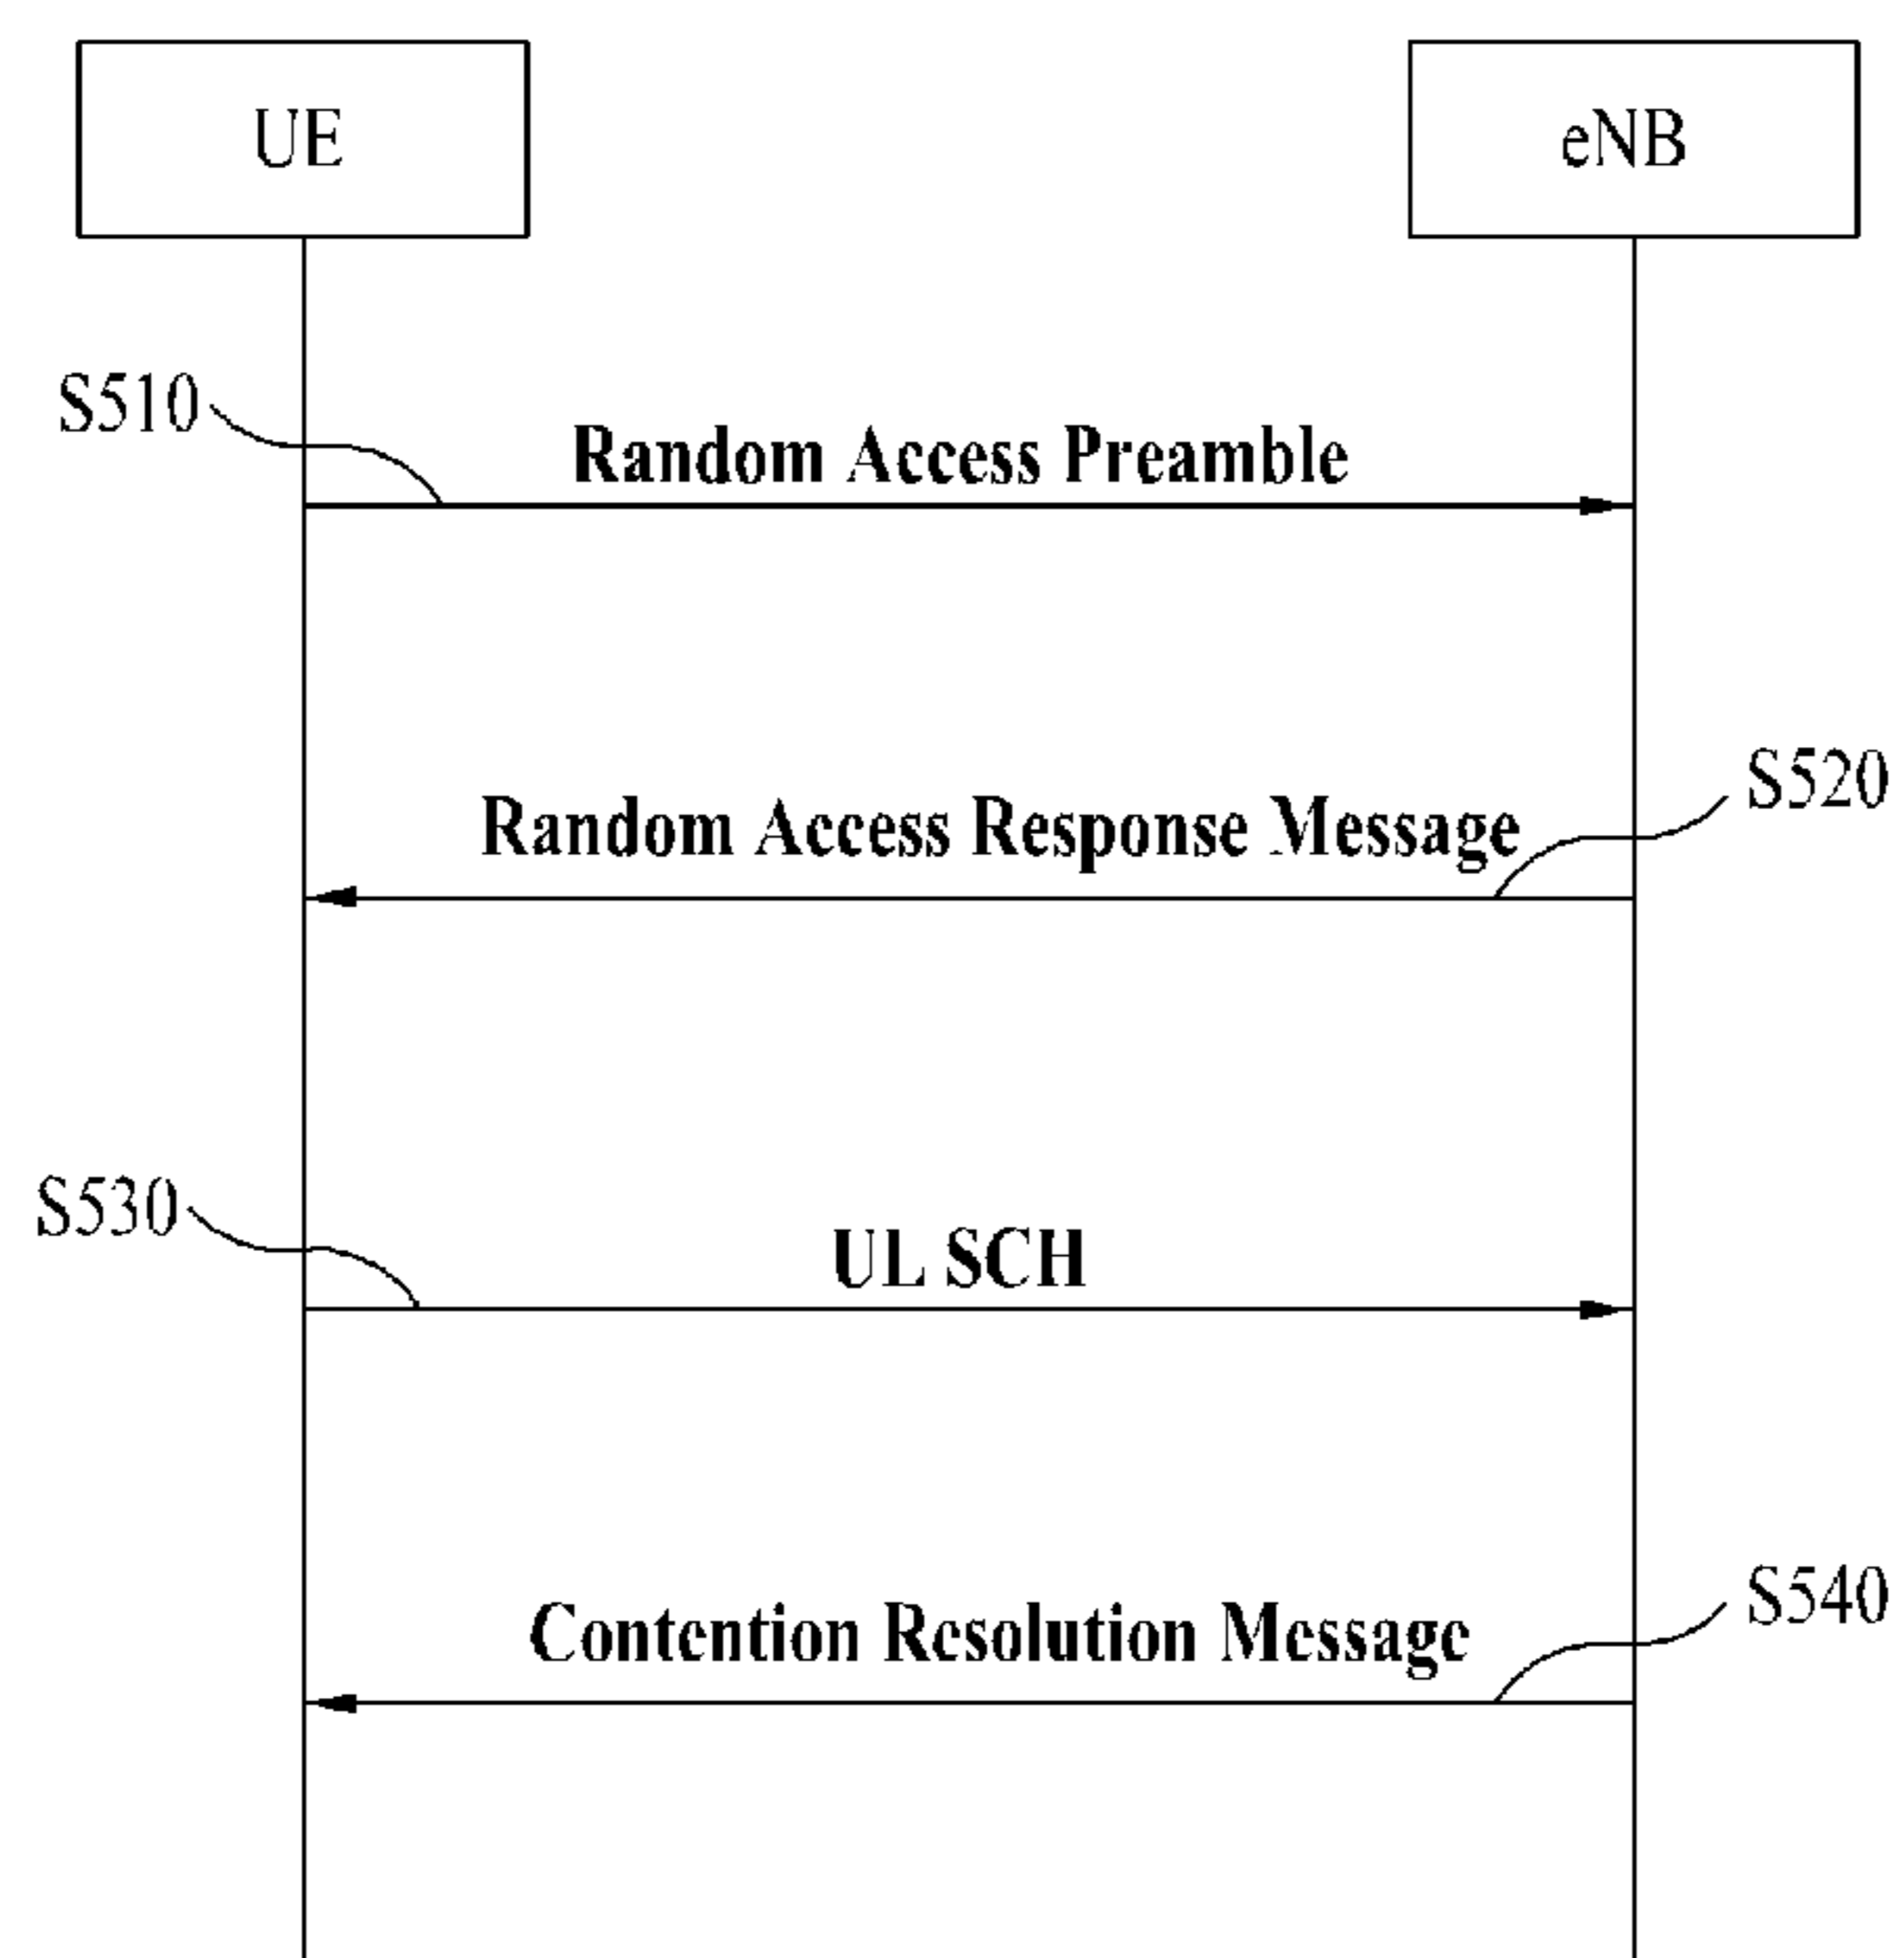 UE
eNB
S510
Random Access Preamble
S520
Random Access Response Message
S530
UL SCH
S540
Contention Resolution Message